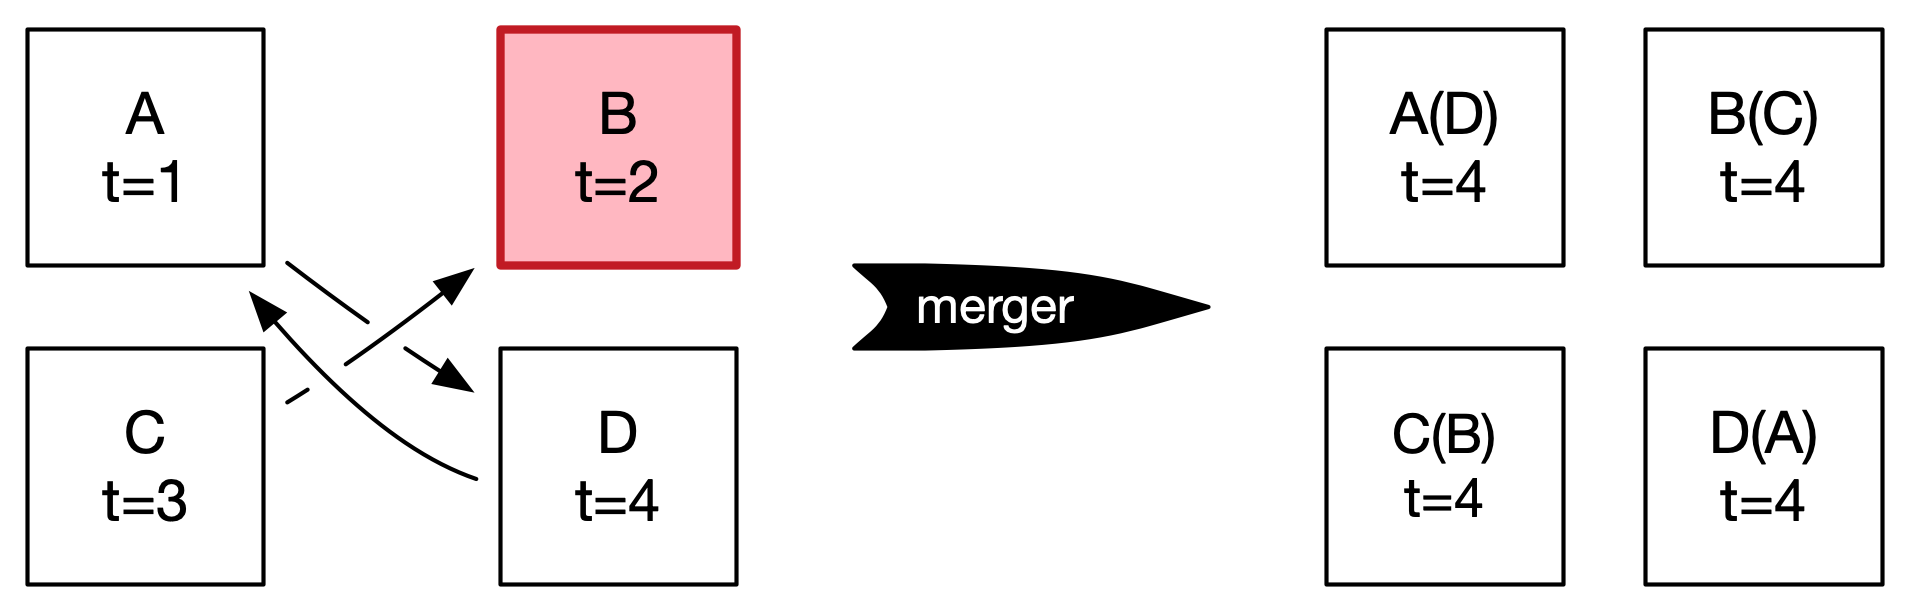 A
t=1
B
t=2
C
t=3
D
t=4
merger
A(D)
t=4
B(C)
t=4
C(B)
t=4
D(A)
t=4